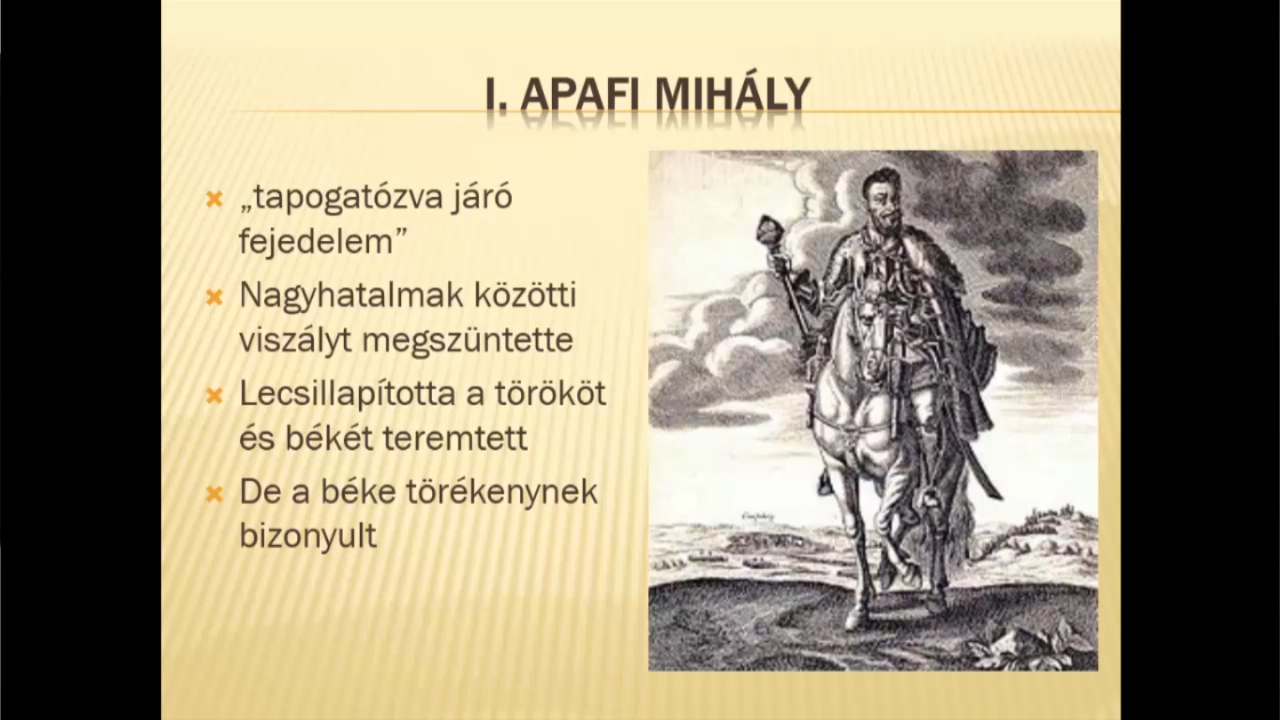 I. APAFI MIHÁLY
„tapogatózva járó
fejedelem”
Nagyhatalmak közötti
viszályt megszüntette
Lecsillapította a törököt
és békét teremtett
De a béke törékenynek
bizonyult